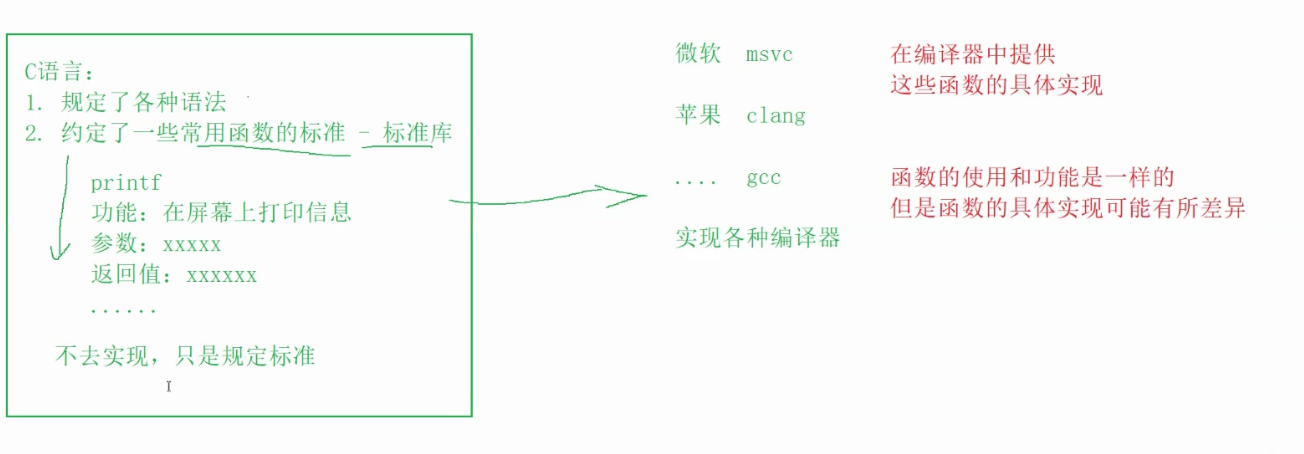 C语言：
1. 规定了各种语法
2. 约定了一些常用函数的标准 - 标准库
printf
功能：在屏幕上打印信息
参数：xxxxx
返回值：xxxxxx
......
不去实现，只是规定标准
微软 msvc
苹果 clang
.... gcc
实现各种编译器
在编译器中提供
这些函数的具体实现
函数的使用和功能是一样的
但是函数的具体实现可能有所差异